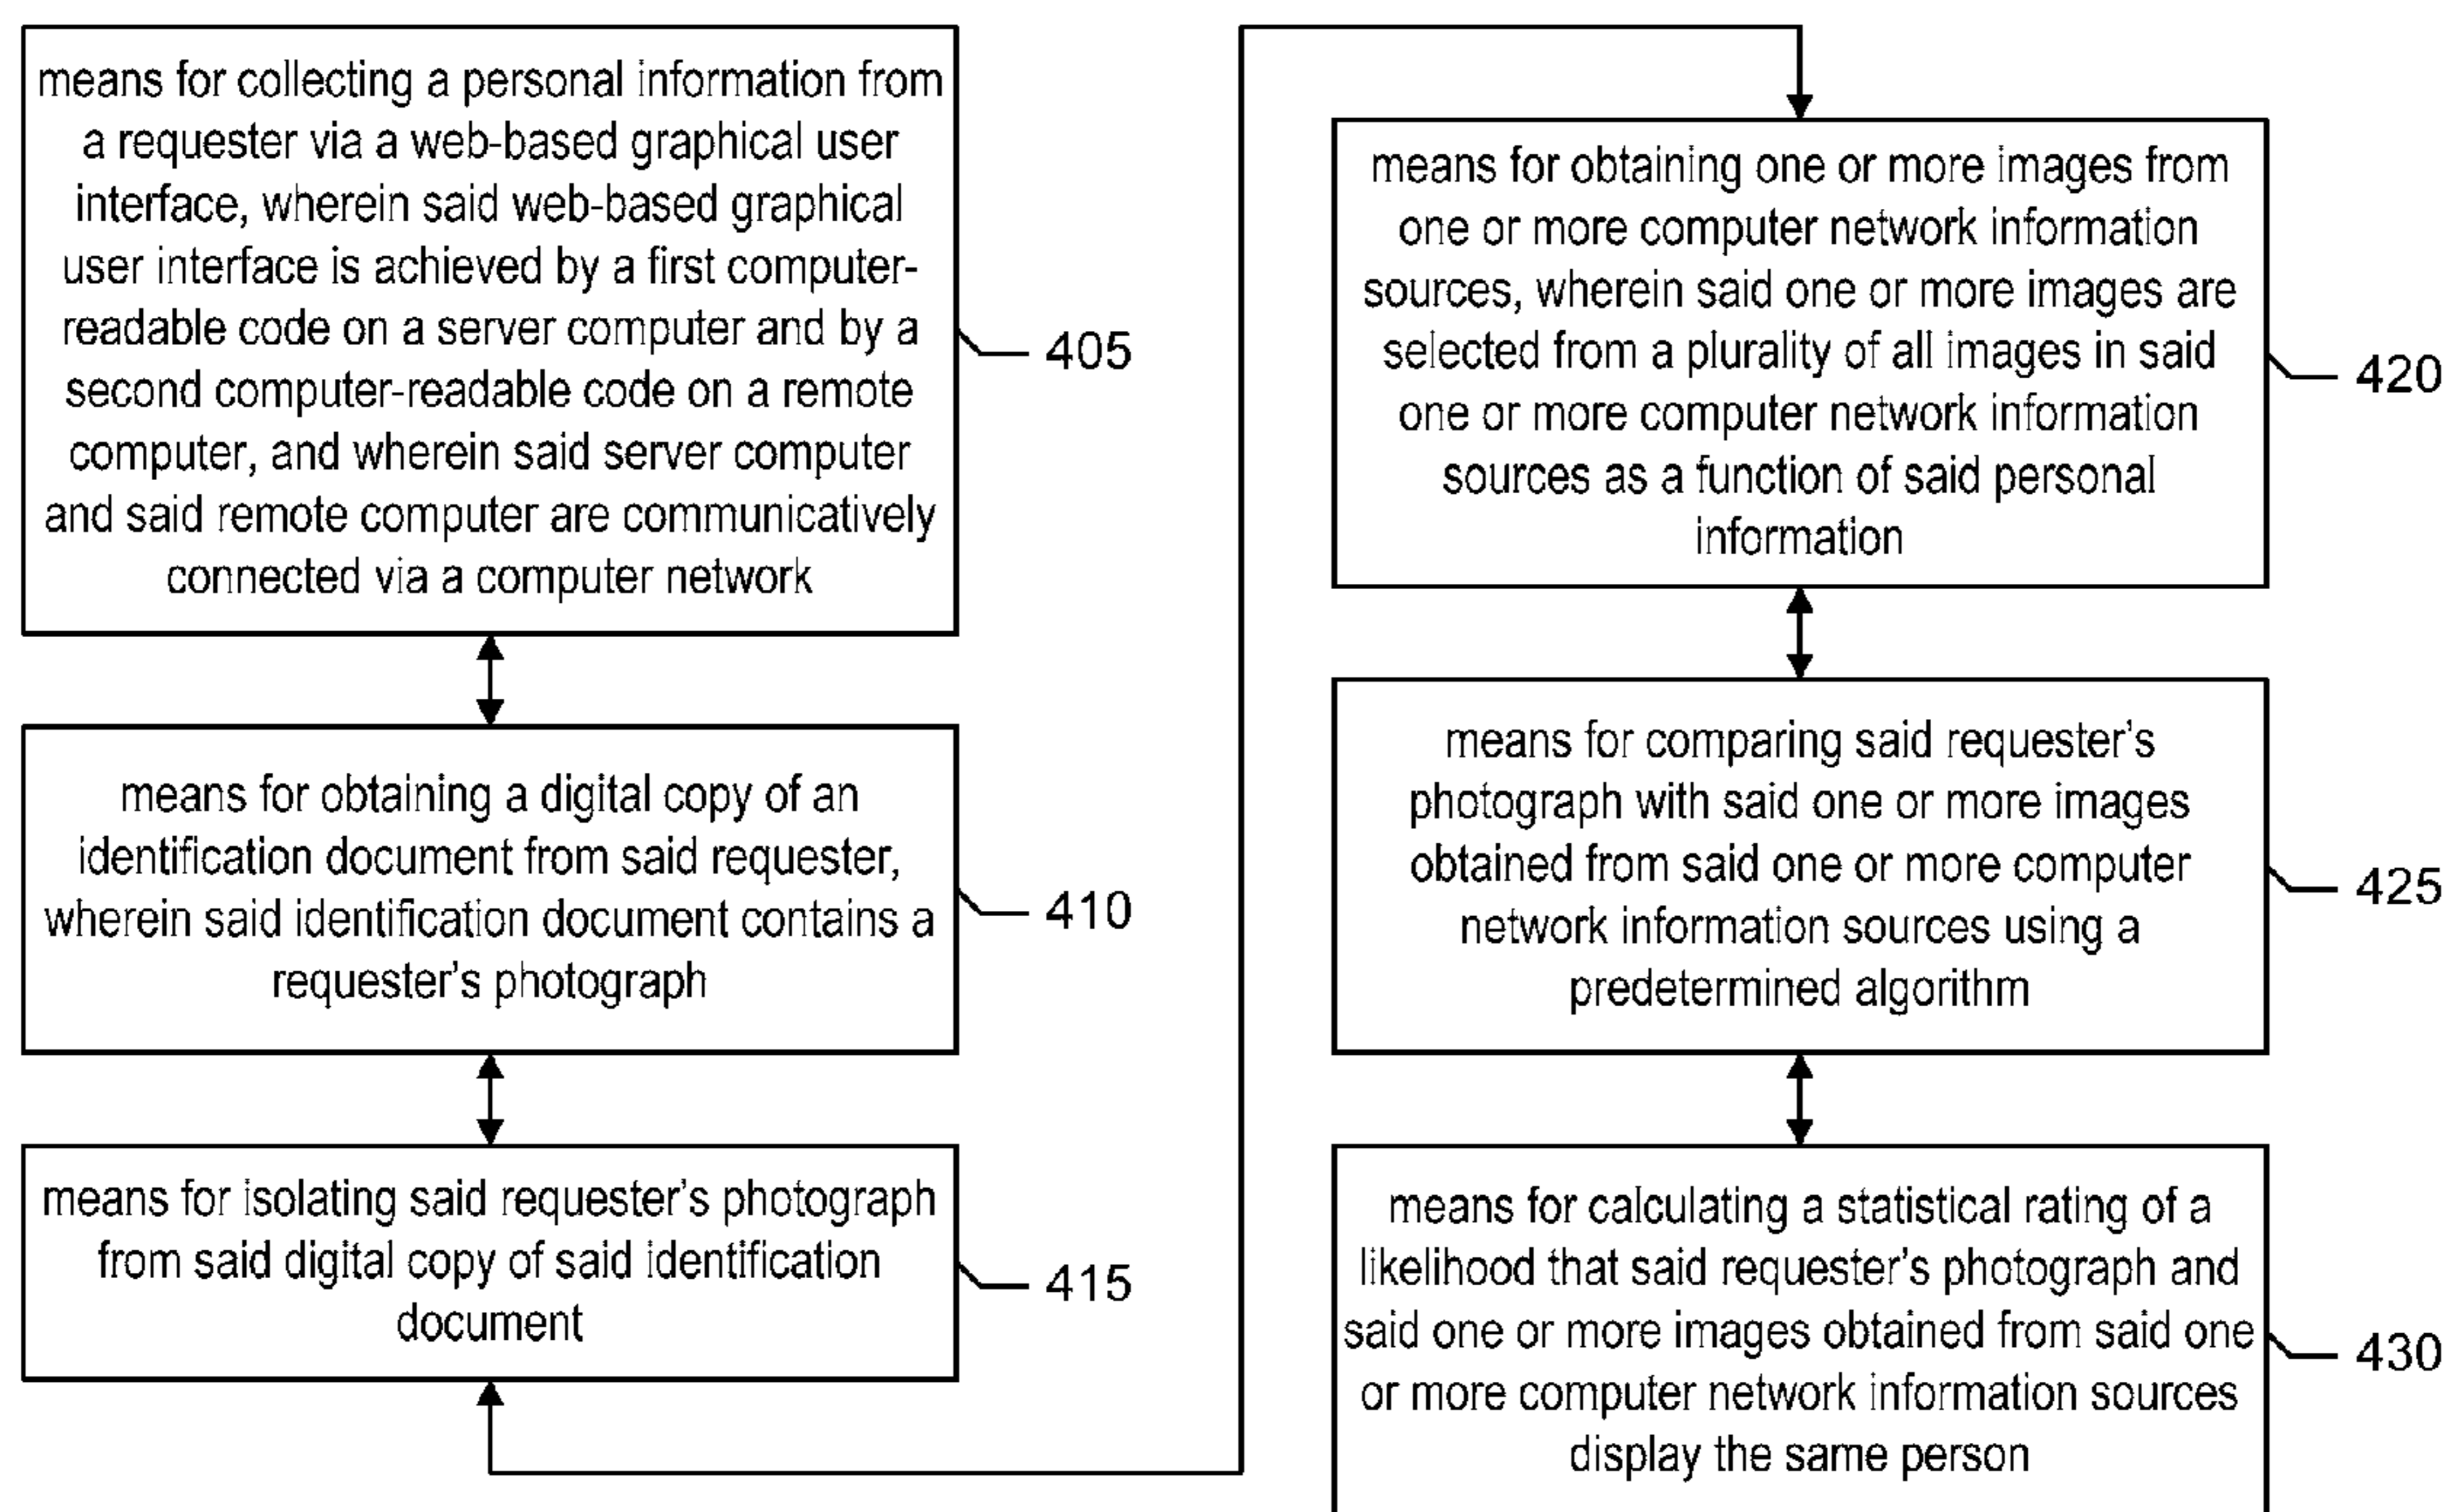 means for collecting a personal information from
a requester via a web-based graphical user
interface, wherein said web-based graphical
user interface is achieved by a first computer-
readable code on a server computer and by a
second computer-readable code on a remote
computer, and wherein said server computer
and said remote computer are communicatively
connected via a computer network
405
means for obtaining a digital copy of an
identification document from said requester,
wherein said identification document contains a
requester's photograph
410
means for isolating said requester's photograph
from said digital copy of said identification
document
415
means for obtaining one or more images from
one or more computer network information
sources, wherein said one or more images are
selected from a plurality of all images in said
one or more computer network information
sources as a function of said personal
information
420
means for comparing said requester's
photograph with said one or more images
obtained from said one or more computer
network information sources using a
predetermined algorithm
425
means for calculating a statistical rating of a
likelihood that said requester's photograph and
said one or more images obtained from said one
or more computer network information sources
display the same person
430